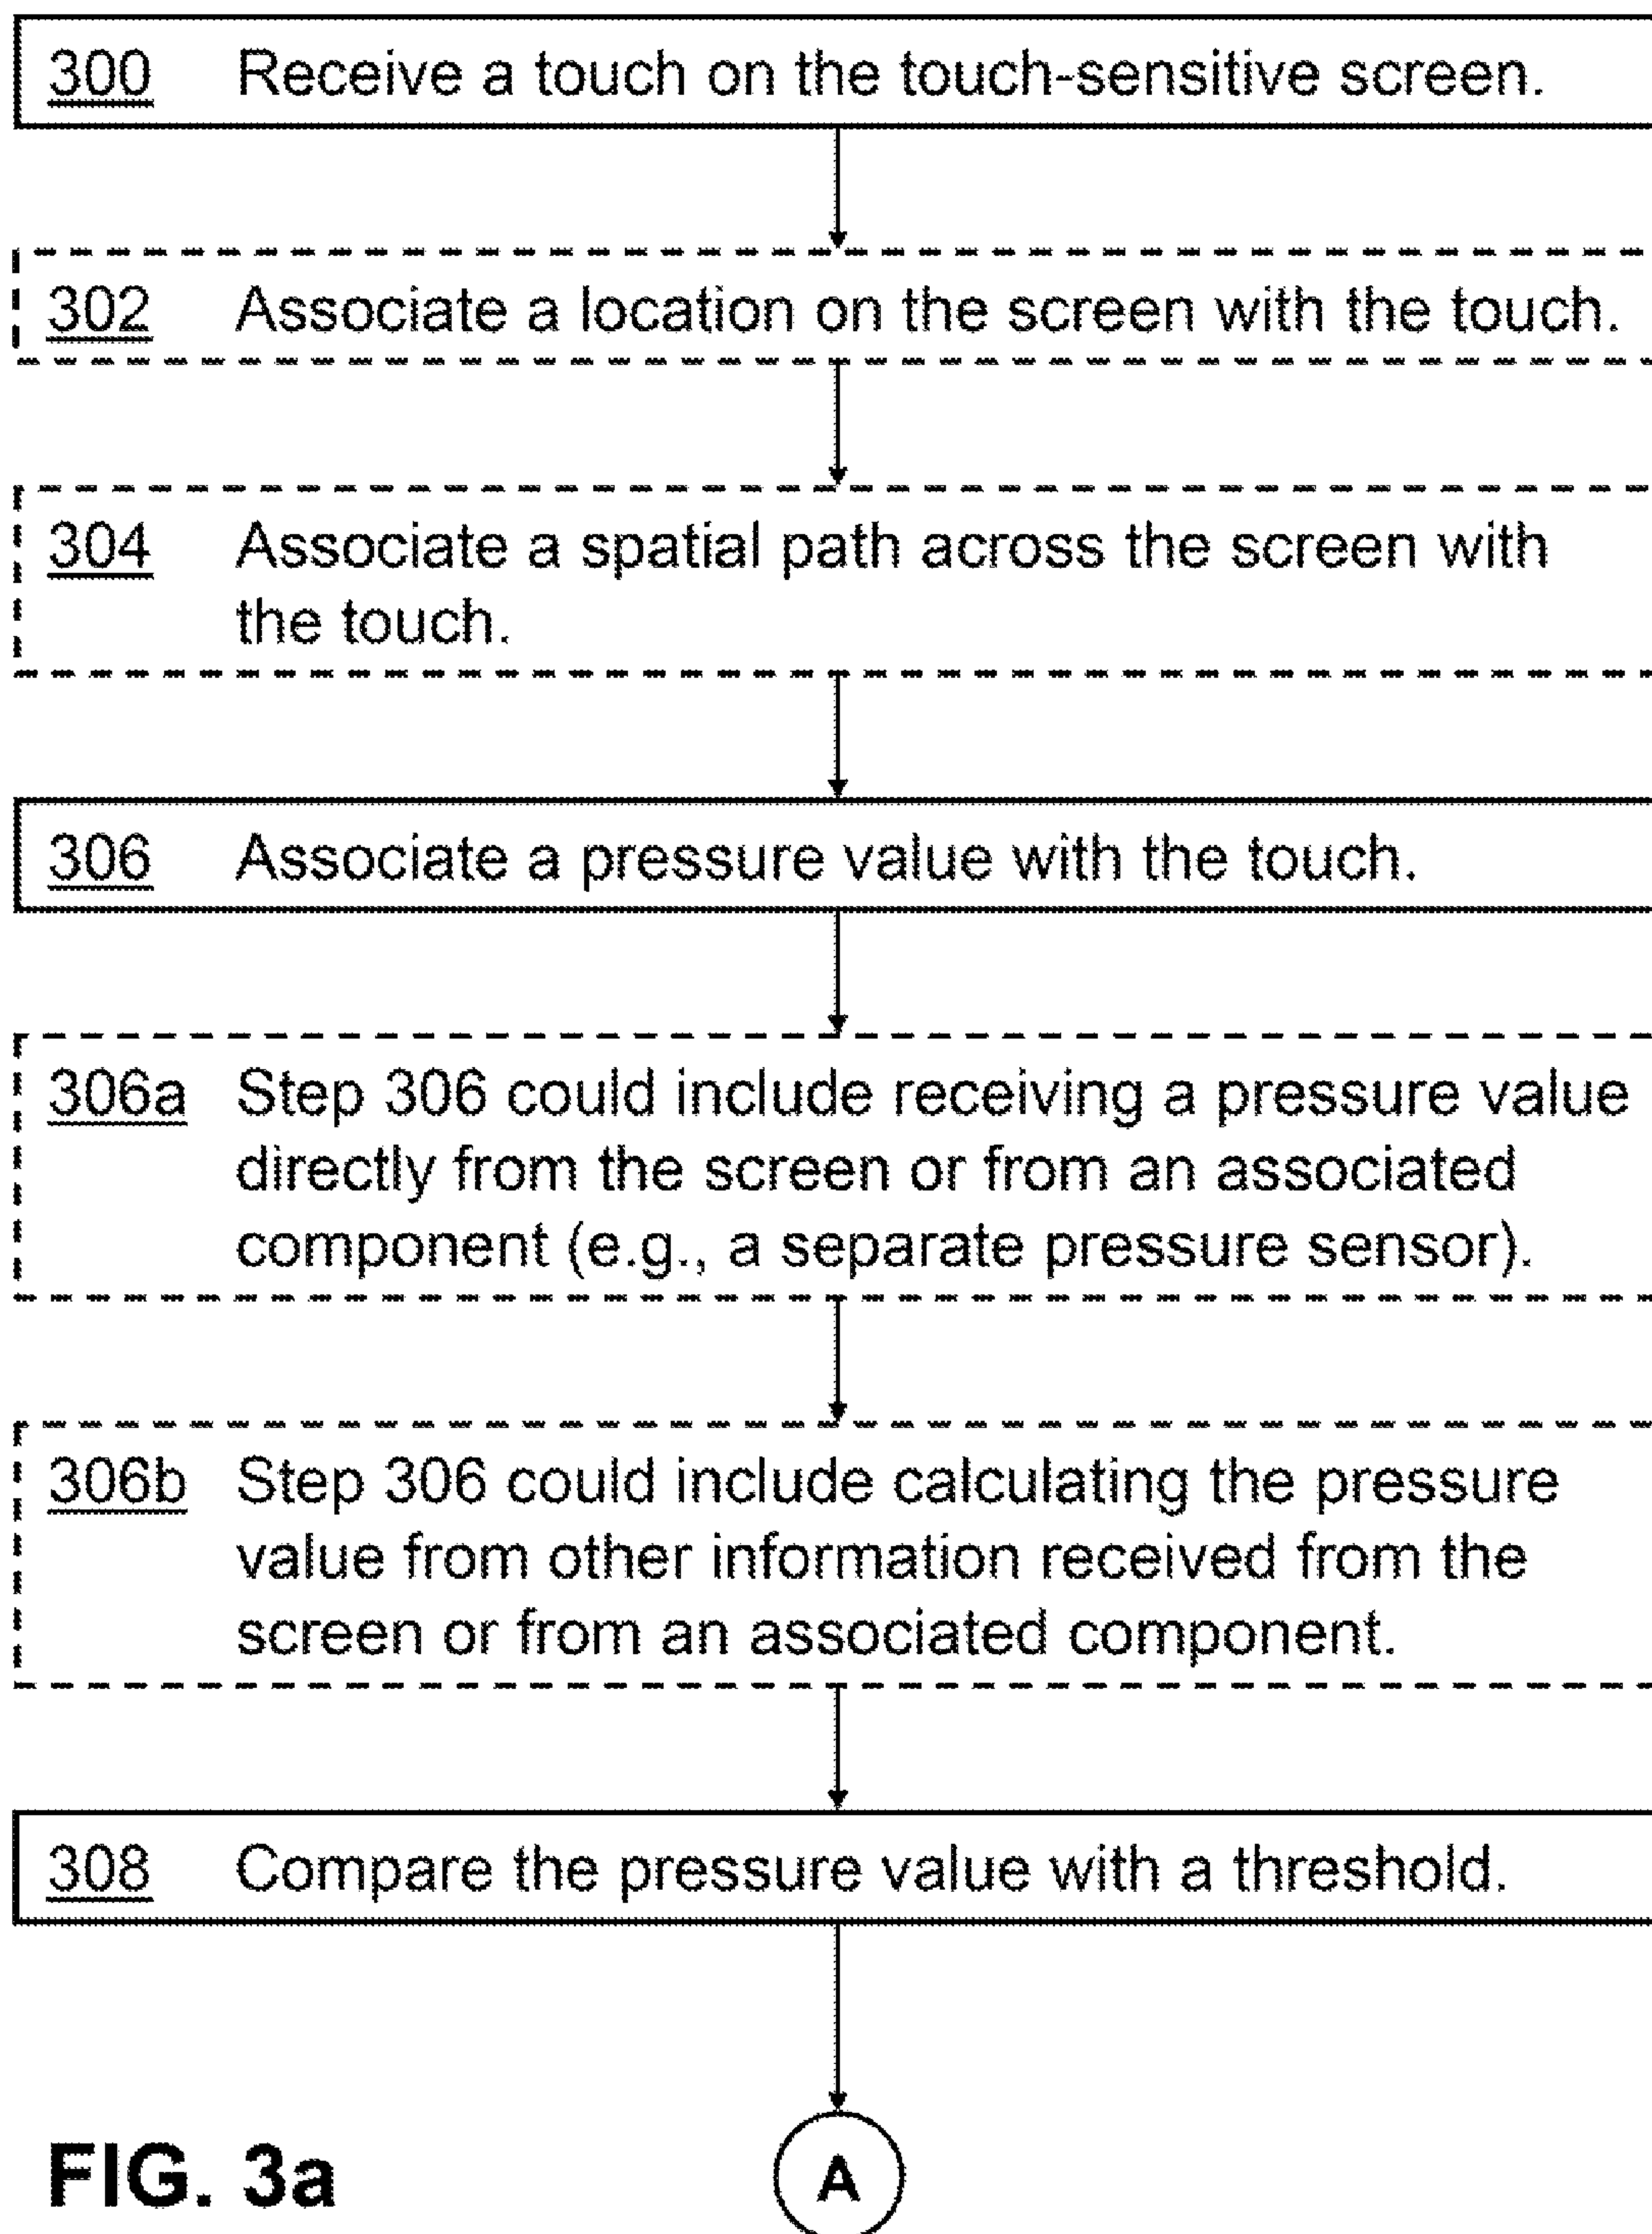 300 Receive a touch on the touch-sensitive screen.
302 Associate a location on the screen with the touch.
304 Associate a spatial path across the screen with
the touch.
306 Associate a pressure value with the touch.
306a Step 306 could include receiving a pressure value
directly from the screen or from an associated
component (e.g., a separate pressure sensor).
306b Step 306 could include calculating the pressure
value from other information received from the
screen or from an associated component.
308 Compare the pressure value with a threshold.
FIG. 3a
A